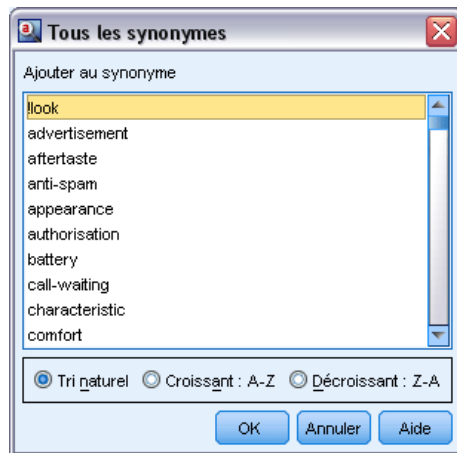 Tous les synonymes
Ajouter au synonyme
!look
advertisement
aftertaste
anti-spam
appearance
authorisation
battery
call-waiting
characteristic
comfort
Tri naturel Croissant : A-Z Décroissant : Z-A
OK Annuler Aide